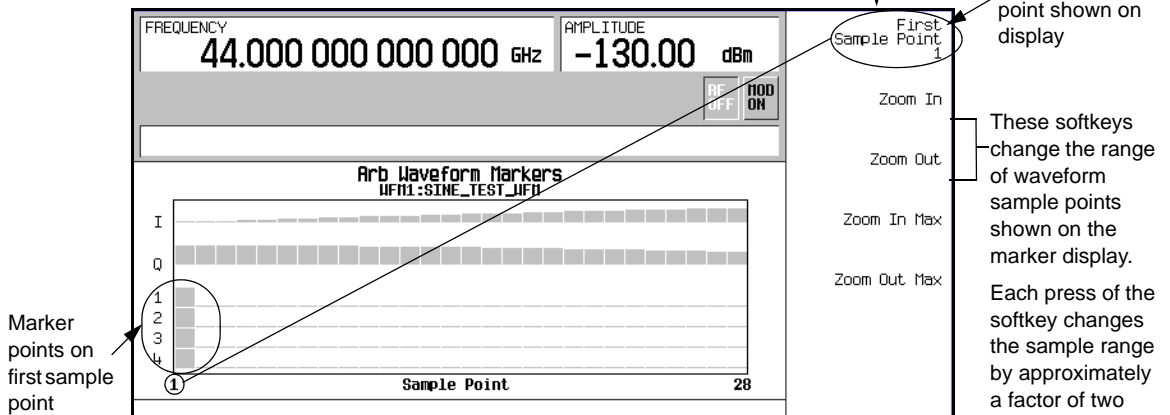 FREQUENCY
44.000 000 000 000 GHz
AMPLITUDE
-130.00 dBm
RF OFF
MOD ON
Arb Waveform Markers
WFM1:SINE_TEST_WFM
I
Q
1
2
3
4
1
Sample Point
28
Marker
points on
first sample
point
First
Sample Point
1
Zoom In
Zoom Out
Zoom In Max
Zoom Out Max
point shown on
display
These softkeys
change the range
of waveform
sample points
shown on the
marker display.
Each press of the
softkey changes
the sample range
by approximately
a factor of two